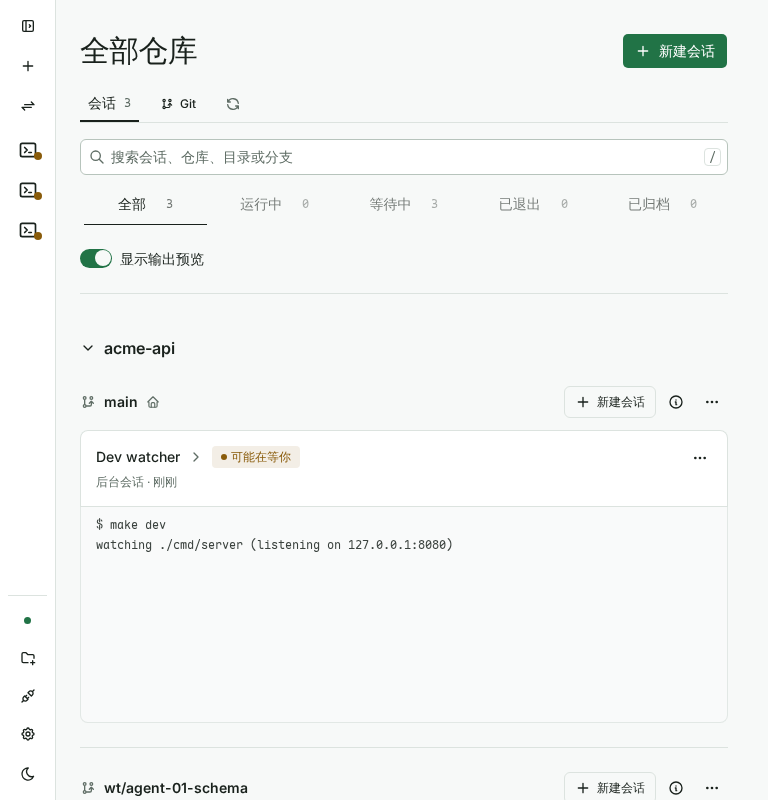 全部仓库
新建会话
会话 3
Git
搜索会话、仓库、目录或分支
/
全部 3
运行中 0
等待中 3
已退出 0
已归档 0
显示输出预览
acme-api
main
新建会话
Dev watcher
可能在等你
后台会话 · 刚刚
$ make dev
watching ./cmd/server (listening on 127.0.0.1:8080)
wt/agent-01-schema
新建会话